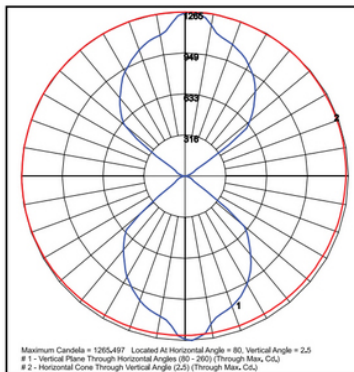 1265
949
633
316
2
1
Maximum Candela = 1265.497 Located At Horizontal Angle = 80, Vertical Angle = 2.5
# 1 - Vertical Plane Through Horizontal Angles (80 - 260) (Through Max. Cd.)
# 2 - Horizontal Cone Through Vertical Angle (2.5) (Through Max. Cd.)